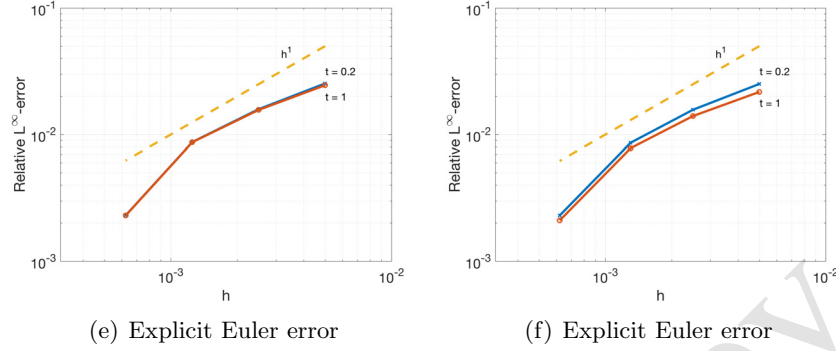 10^-1
10^-2
10^-3
Relative L^∞-error
h^1
t = 0.2
t = 1
10^-3
10^-2
h
(e) Explicit Euler error
10^-1
10^-2
10^-3
Relative L^∞-error
h^1
t = 0.2
t = 1
10^-3
10^-2
h
(f) Explicit Euler error